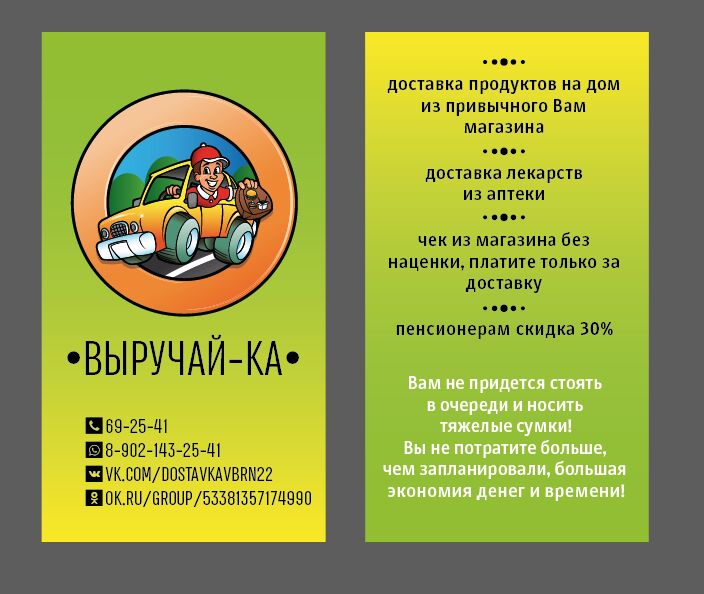 •ВЫРУЧАЙ-КА•
69-25-41
8-902-143-25-41
VK.COM/DOSTAVKAVBRN22
OK.RU/GROUP/53381357174990
доставка продуктов на дом
из привычного Вам
магазина
доставка лекарств
из аптеки
чек из магазина без
наценки, платите только за
доставку
пенсионерам скидка 30%
Вам не придется стоять
в очереди и носить
тяжелые сумки!
Вы не потратите больше,
чем запланировали, большая
экономия денег и времени!